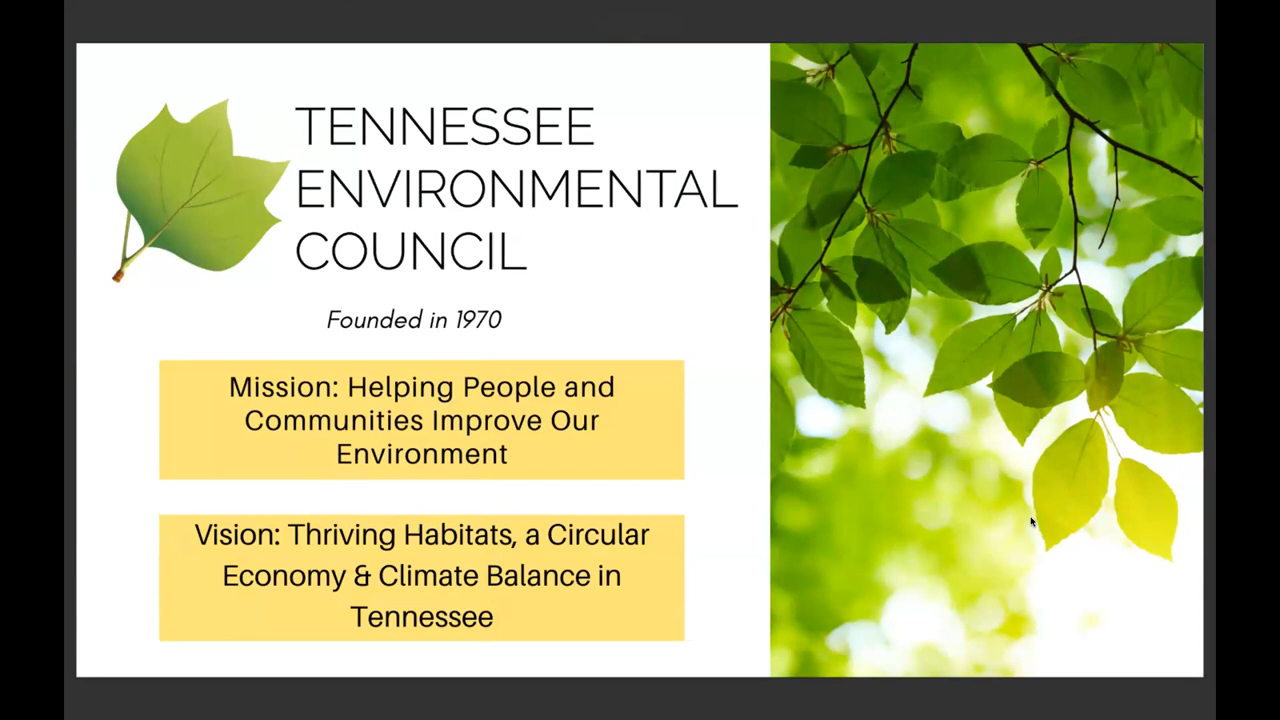 TENNESSEE
ENVIRONMENTAL
COUNCIL
Founded in 1970
Mission: Helping People and
Communities Improve Our
Environment
Vision: Thriving Habitats, a Circular
Economy & Climate Balance in
Tennessee